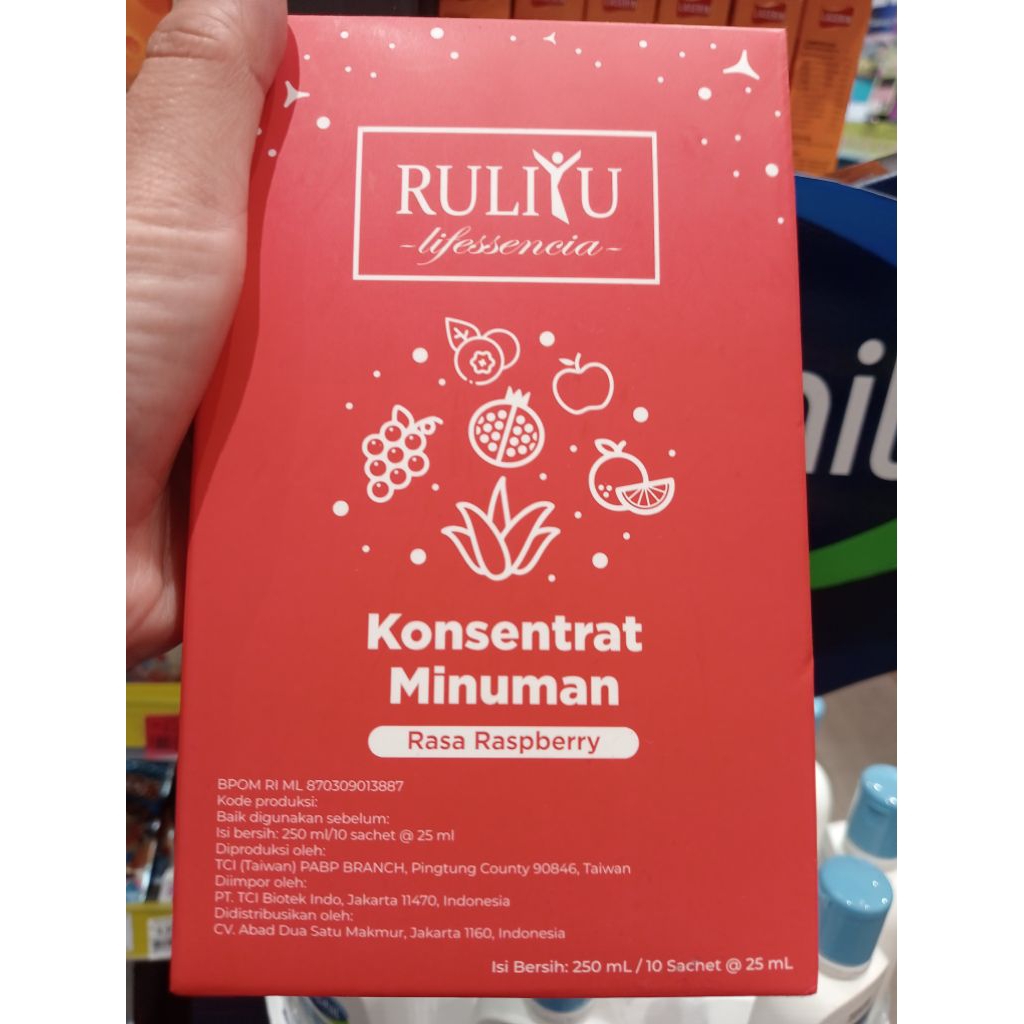 RULIYU
-lifessencia-
Konsentrat
Minuman
Rasa Raspberry
BPOM RI ML 870309013887
Kode produksi:
Baik digunakan sebelum:
Isi bersih: 250 ml/10 sachet @ 25 ml
Diproduksi oleh:
TCI (Taiwan) PABP BRANCH, Pingtung County 90846, Taiwan
Diimpor oleh:
PT. TCI Biotek Indo, Jakarta 11470, Indonesia
Didistribusikan oleh:
CV. Abad Dua Satu Makmur, Jakarta 1160, Indonesia
Isi Bersih: 250 mL / 10 Sachet @ 25 mL